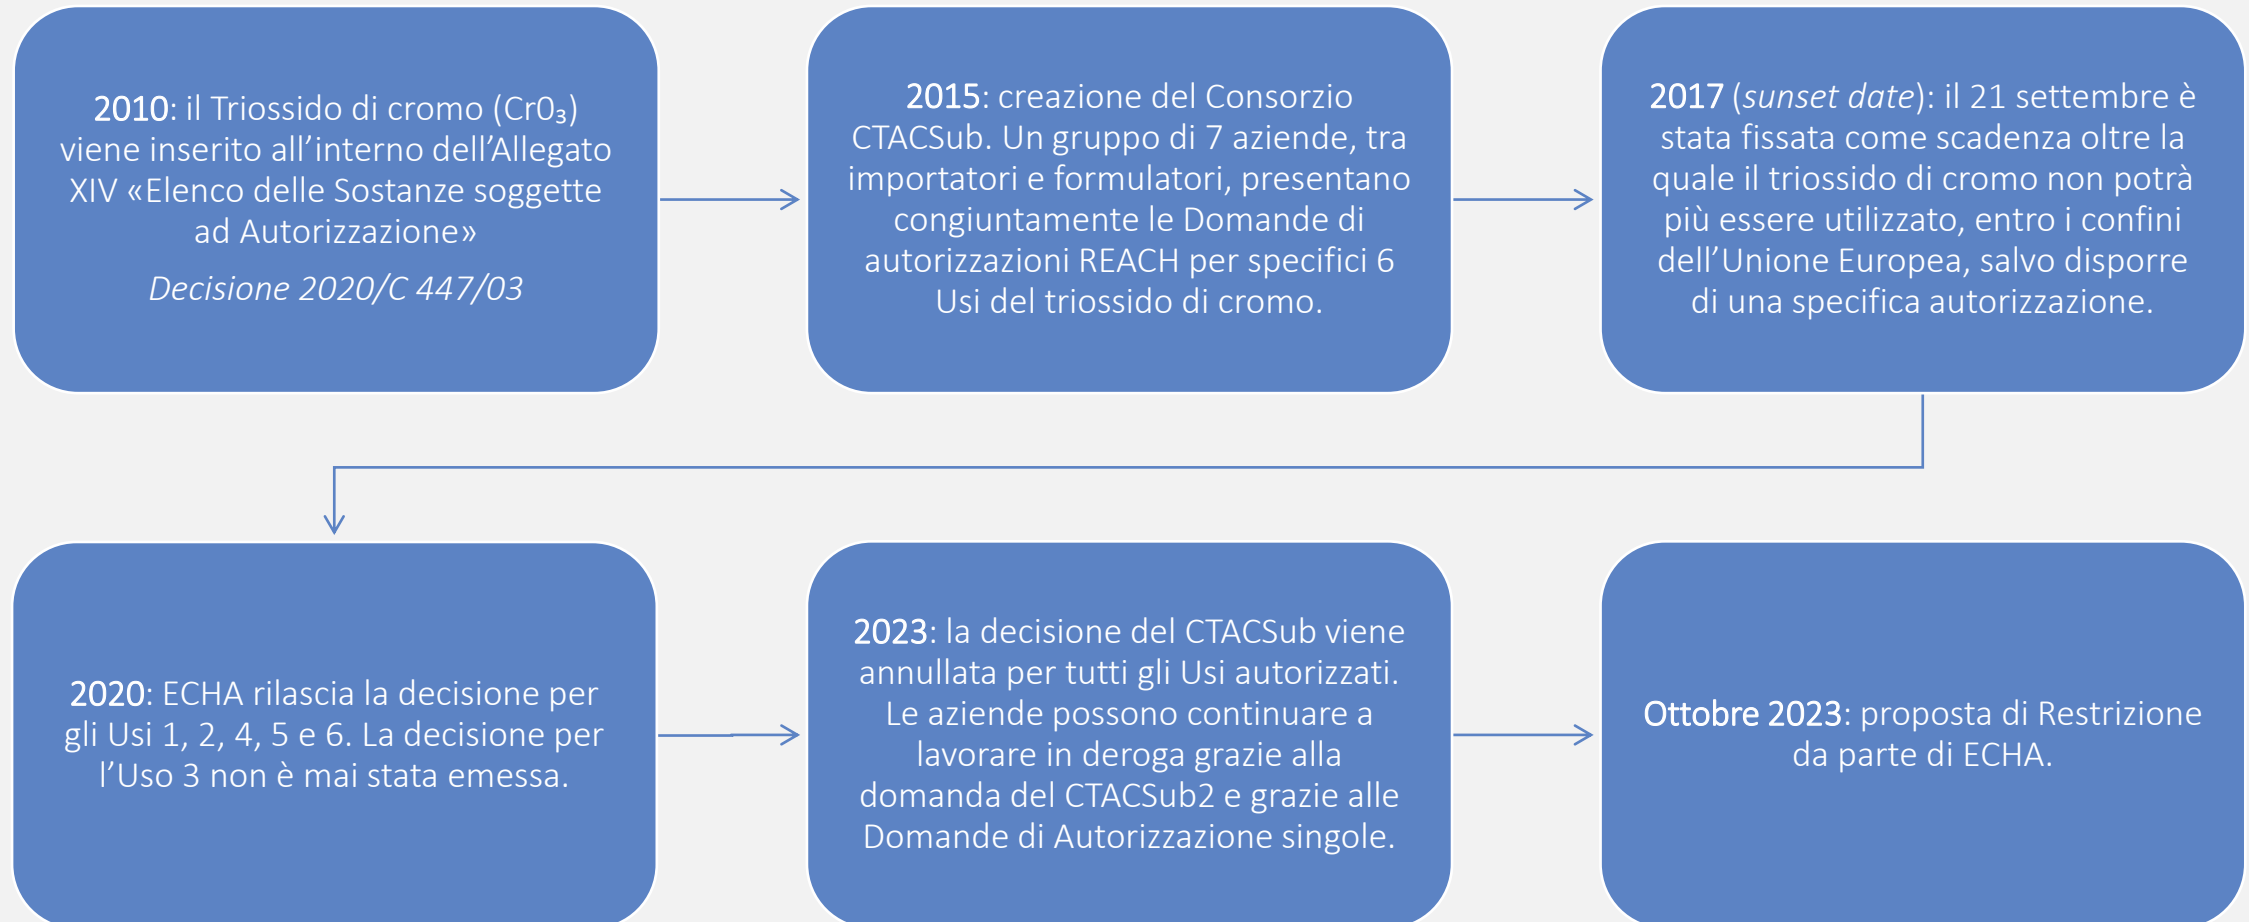 2010: il Triossido di cromo (Cr0₃)
viene inserito all’interno dell’Allegato
XIV «Elenco delle Sostanze soggette
ad Autorizzazione»
Decisione 2020/C 447/03
2015: creazione del Consorzio
CTACSub. Un gruppo di 7 aziende, tra
importatori e formulatori, presentano
congiuntamente le Domande di
autorizzazioni REACH per specifici 6
Usi del triossido di cromo.
2017 (sunset date): il 21 settembre è
stata fissata come scadenza oltre la
quale il triossido di cromo non potrà
più essere utilizzato, entro i confini
dell’Unione Europea, salvo disporre
di una specifica autorizzazione.
2020: ECHA rilascia la decisione per
gli Usi 1, 2, 4, 5 e 6. La decisione per
l’Uso 3 non è mai stata emessa.
2023: la decisione del CTACSub viene
annullata per tutti gli Usi autorizzati.
Le aziende possono continuare a
lavorare in deroga grazie alla
domanda del CTACSub2 e grazie alle
Domande di Autorizzazione singole.
Ottobre 2023: proposta di Restrizione
da parte di ECHA.